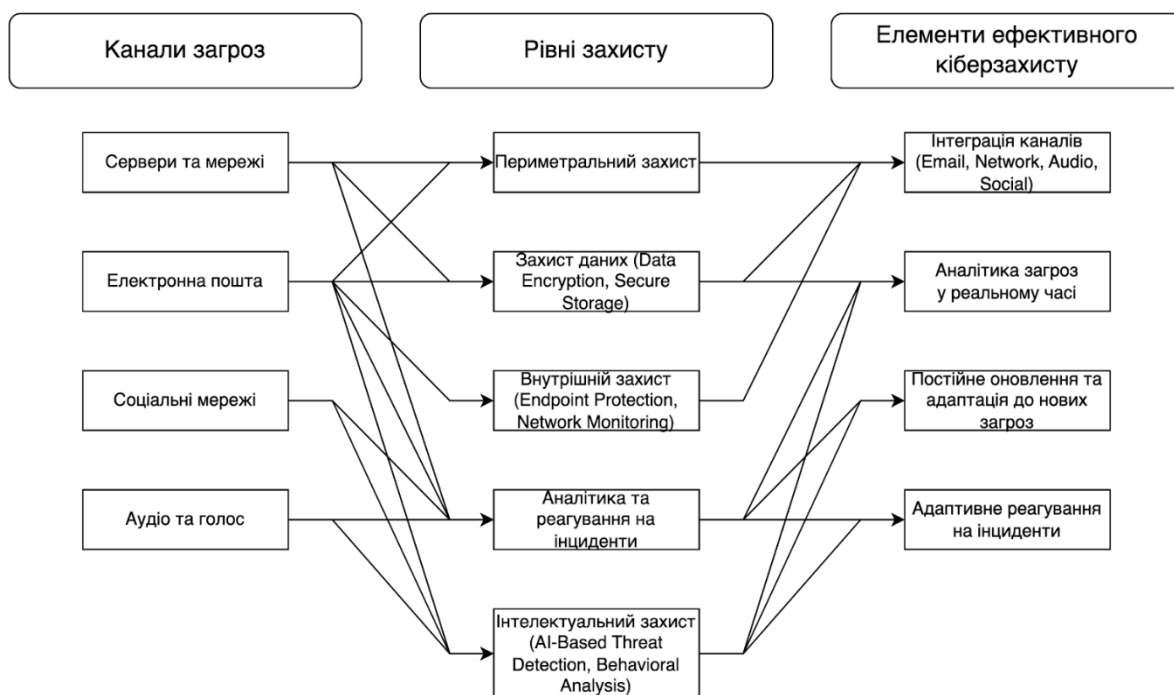 Канали загроз
Рівні захисту
Елементи ефективного
кіберзахисту
Сервери та мережі
Периметральний захист
Інтеграція каналів
(Email, Network, Audio,
Social)
Електронна пошта
Захист даних (Data
Encryption, Secure
Storage)
Аналітика загроз
у реальному часі
Соціальні мережі
Внутрішній захист
(Endpoint Protection,
Network Monitoring)
Постійне оновлення та
адаптація до нових
загроз
Аудіо та голос
Аналітика та
реагування на
інциденти
Адаптивне реагування
на інциденти
Інтелектуальний захист
(AI-Based Threat
Detection, Behavioral
Analysis)